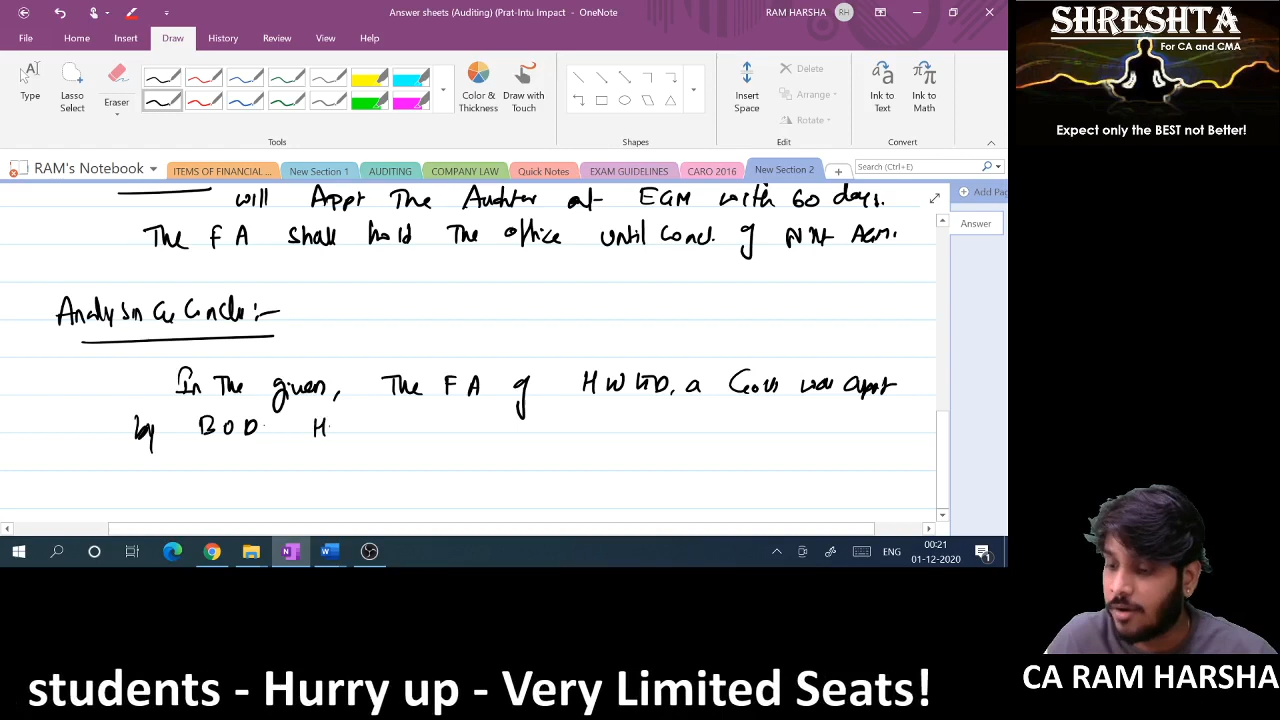 Answer sheets (Auditing) (Prat-Intu Impact - OneNote
RAM HARSHA RH
File Home Insert Draw History Review View Help
Type
Lasso Select
Eraser
Color & Thickness
Draw with Touch
Insert Space
Delete
Arrange
Rotate
Ink to Text
Ink to Math
Tools Shapes Edit Convert
RAM's Notebook
ITEMS OF FINANCIAL ...
New Section 1
AUDITING
COMPANY LAW
Quick Notes
EXAM GUIDELINES
CARO 2016
New Section 2
Search (Ctrl+E)
Add Pag
Answer
will Appt The Auditor at EGM with 60 days.
The FA shall hold The office until Concl. of Nxt AGM.
Analysis & Conclu :-
In The given, The F A of HW LTD, a Govt was appt
by BOD. H
ENG
00:21
01-12-2020
1
SHRESHTA
For CA and CMA
Expect only the BEST not Better!
students - Hurry up - Very Limited Seats!
CA RAM HARSHA